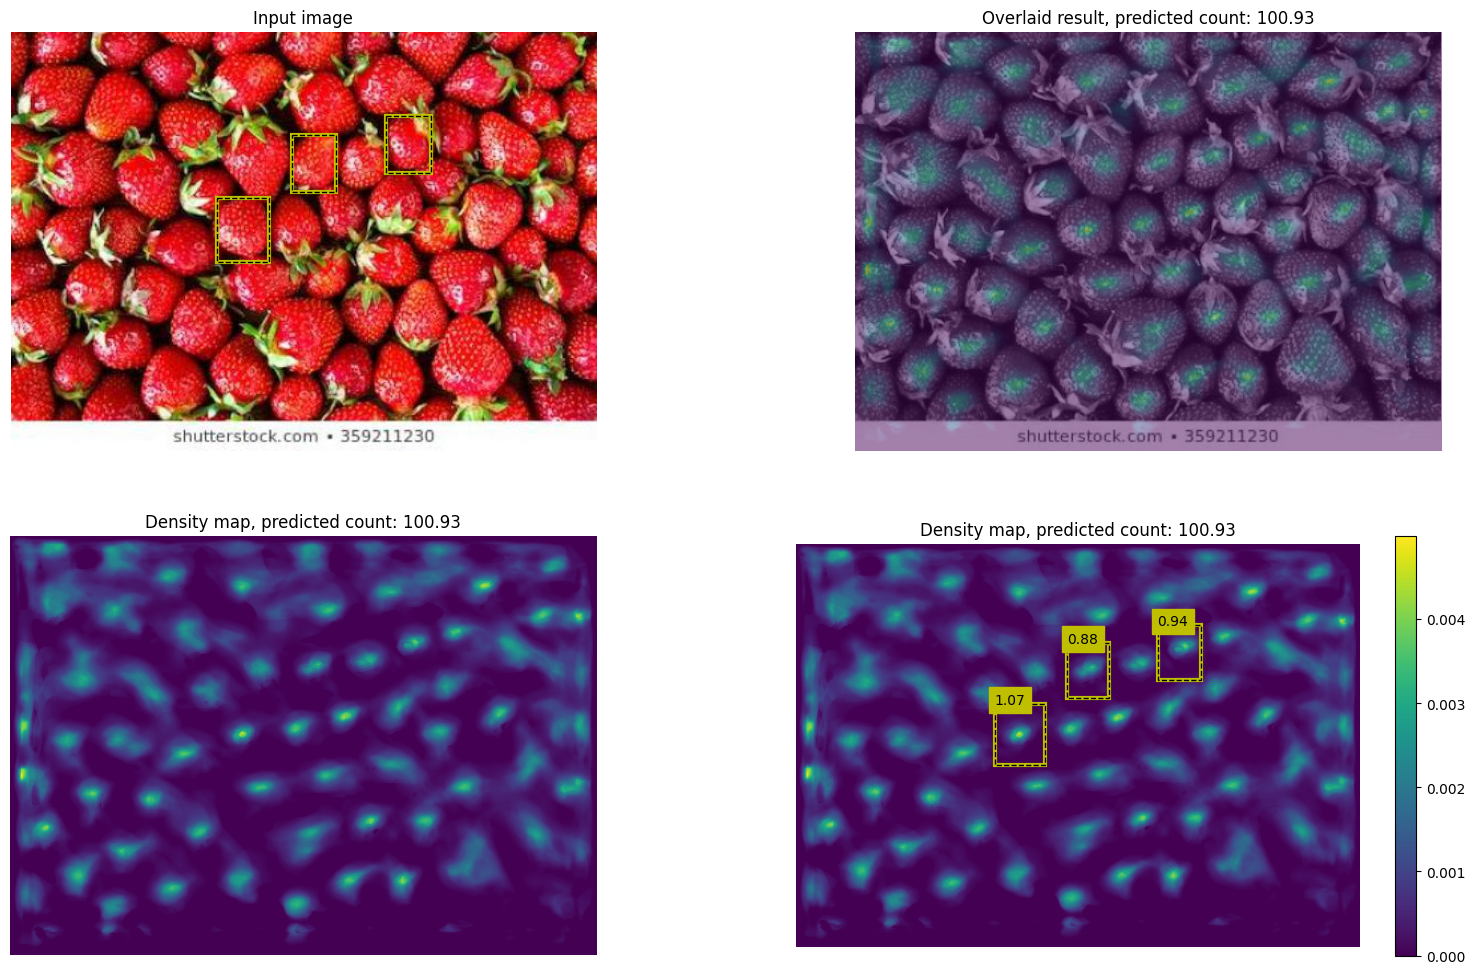 Input image
Overlaid result, predicted count: 100.93
shutterstock.com • 359211230
shutterstock.com • 359211230
Density map, predicted count: 100.93
Density map, predicted count: 100.93
0.94
0.88
1.07
0.004
0.003
0.002
0.001
0.000